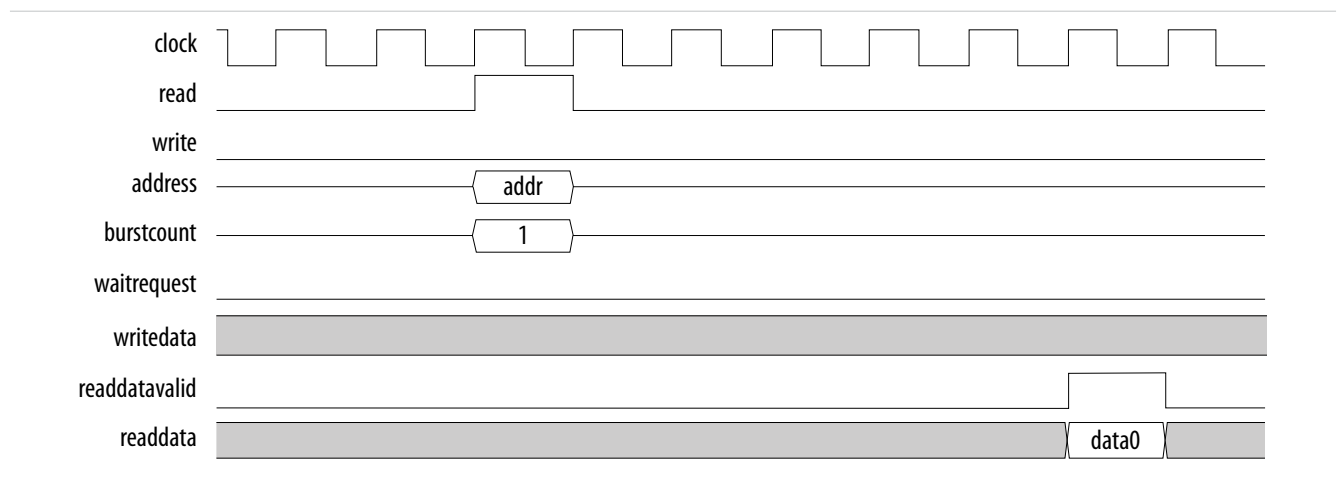 clock
read
write
address addr
burstcount 1
waitrequest
writedata
readdatavalid
readdata data0